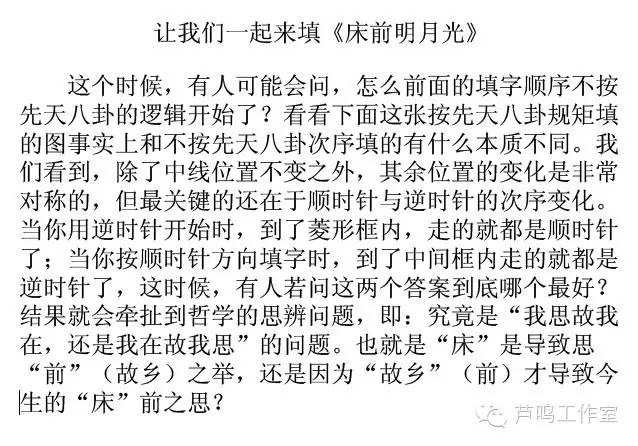 让我们一起来填《床前明月光》
这个时候，有人可能会问，怎么前面的填字顺序不按
先天八卦的逻辑开始了？看看下面这张按先天八卦规矩填
的图事实上和不按先天八卦次序填的有什么本质不同。我
们看到，除了中线位置不变之外，其余位置的变化是非常
对称的，但最关键的还在于顺时针与逆时针的次序变化。
当你用逆时针开始时，到了菱形框内，走的就都是顺时针
了；当你按顺时针方向填字时，到了中间框内走的就都是
逆时针了，这时候，有人若问这两个答案到底哪个最好？
结果就会牵扯到哲学的思辨问题，即：究竟是“我思故我
在，还是我在故我思”的问题。也就是“床”是导致思
“前”（故乡）之举，还是因为“故乡”（前）才导致今
生的“床”前之思？
芦鸣工作室